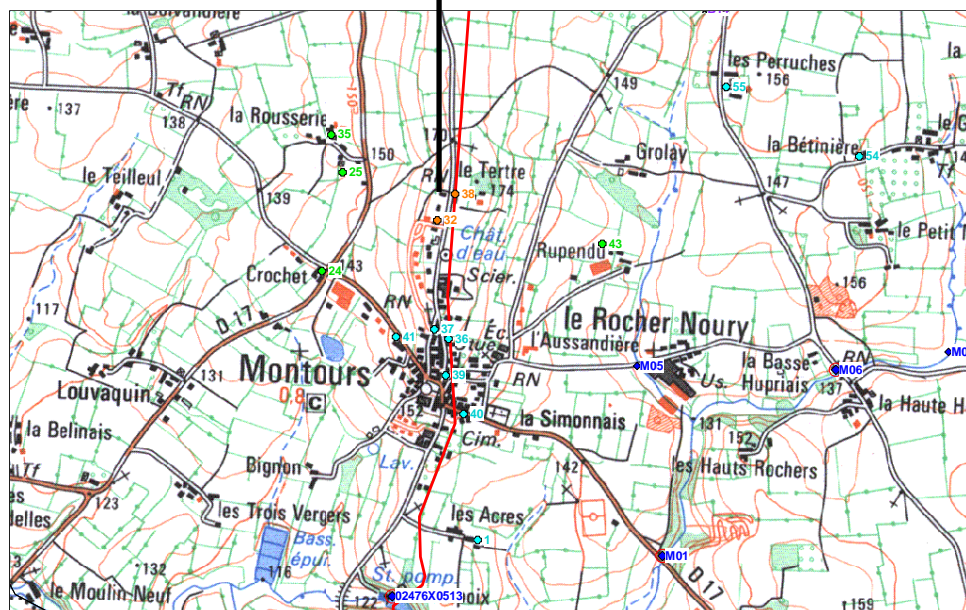 les Perruches
156
149
137
Tf
RN
138
la Rousserie
35
150
170
Grolay
la Bétinière
54
55
le Teilleul
25
RN
le Tertre
174
38
147
139
32
Chât.
d'eau
Rupendu
43
le Petit
Crochet
24
143
Scier.
156
117
RN
D 17
37
36
Éc.
le Rocher Noury
41
l'Aussandière
Montours
39
RN
M05
Us.
la Basse
Hupriais
RN
M06
137
131
Louvaquin
0.8
C
152
40
la Simonnais
131
la Haute
la Belinais
Cim.
152
Tf
Bignon
Lav.
142
les Hauts Rochers
123
les Trois Vergers
les Acres
1
Bass.
épur.
M01
132
116
St. pomp.
D 17
le Moulin Neuf
122
02476X0513
159